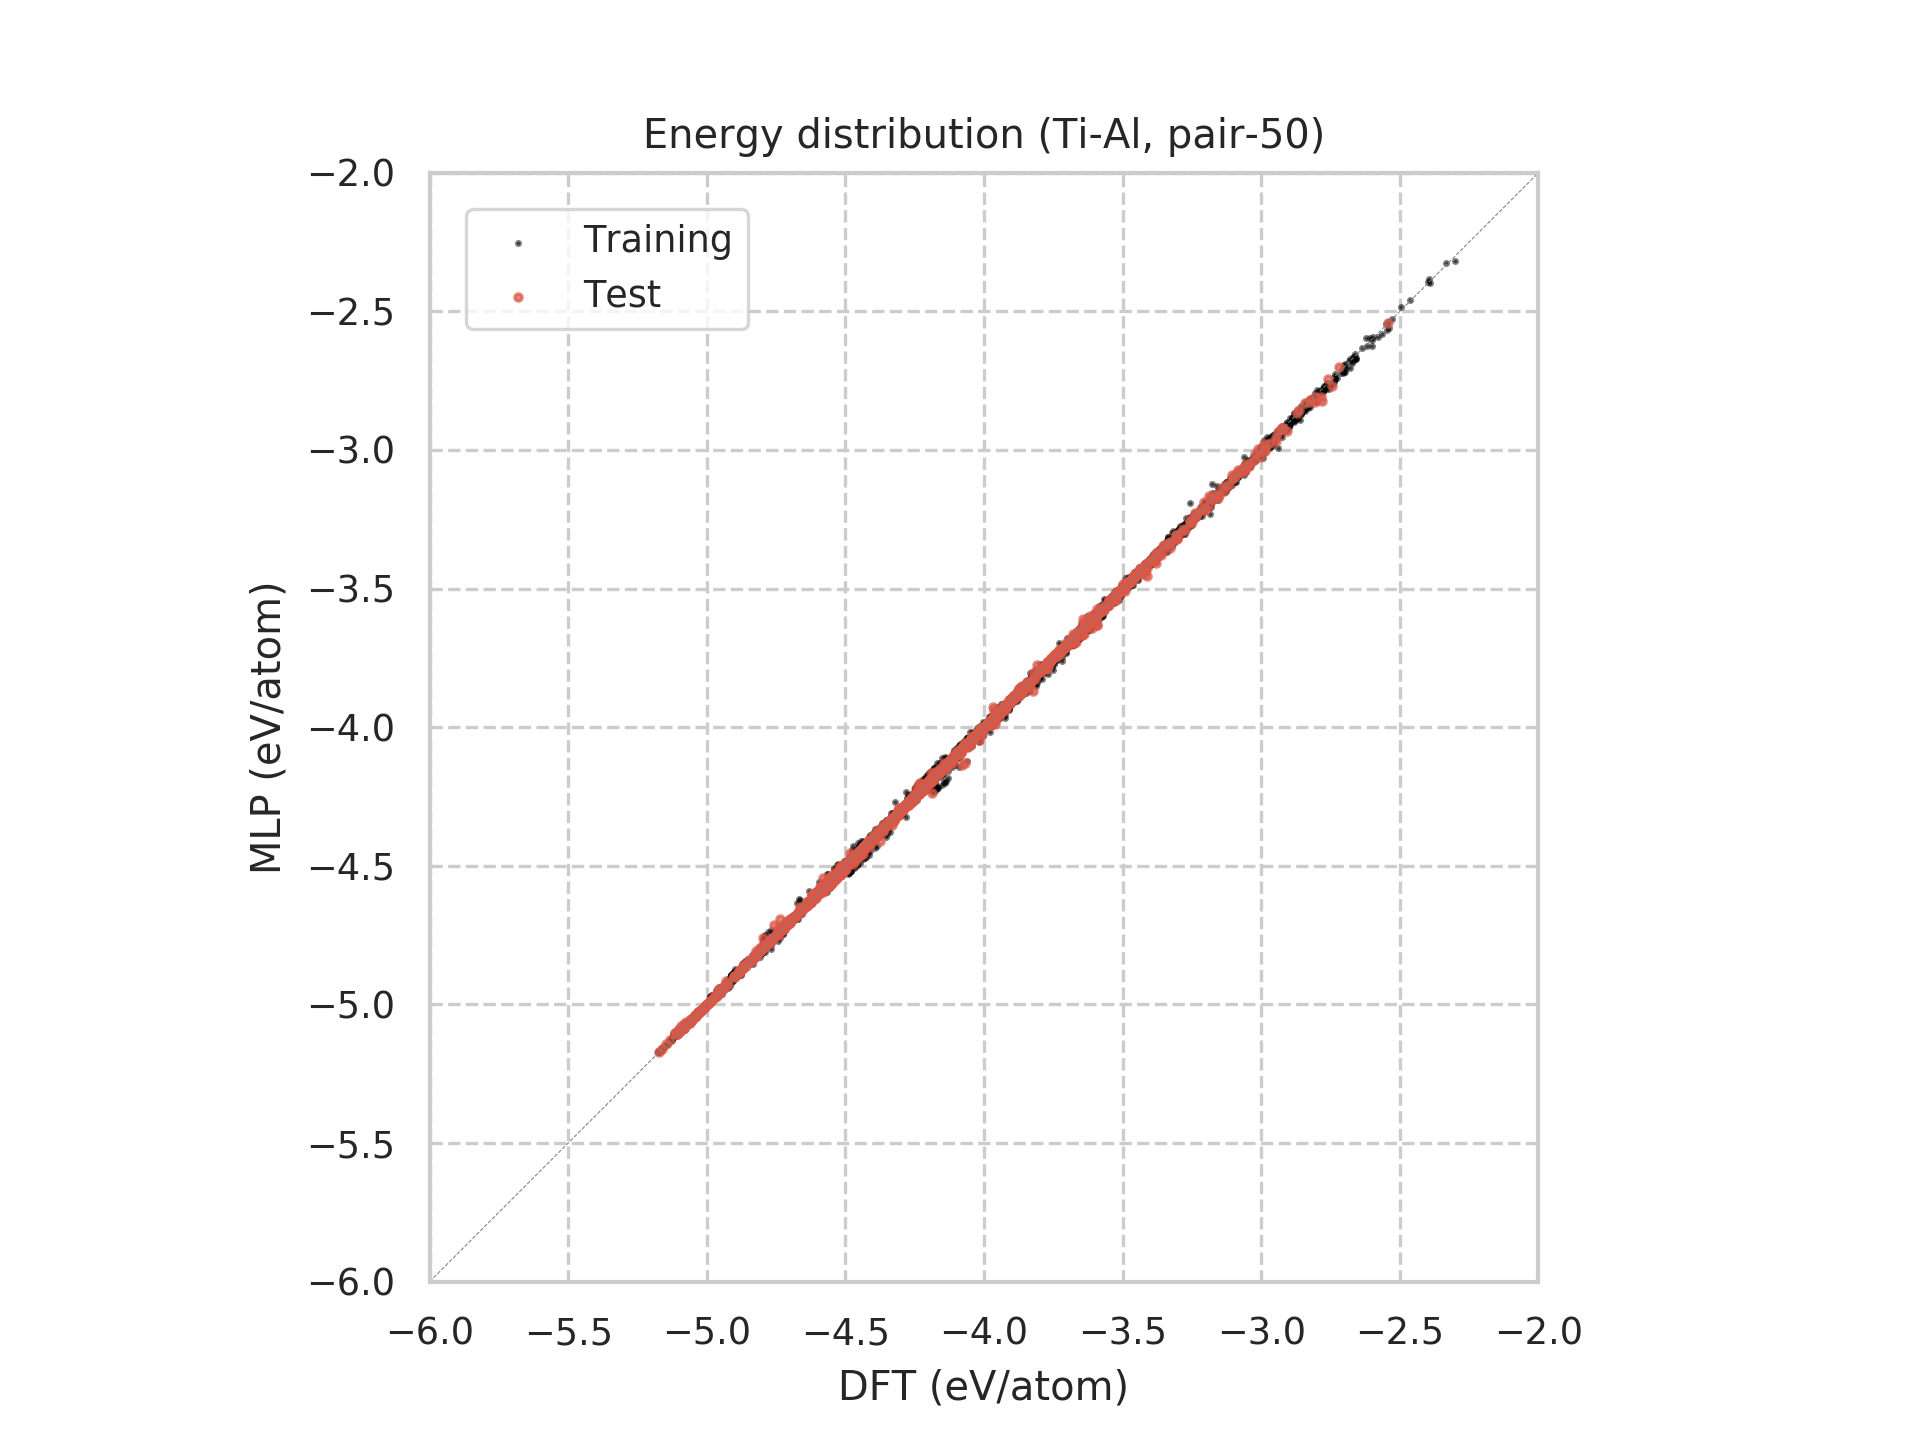 Energy distribution (Ti-Al, pair-50)
−2.0
−2.5
−3.0
−3.5
−4.0
−4.5
−5.0
−5.5
−6.0
MLP (eV/atom)
Training
Test
−6.0 −5.5 −5.0 −4.5 −4.0 −3.5 −3.0 −2.5 −2.0
DFT (eV/atom)